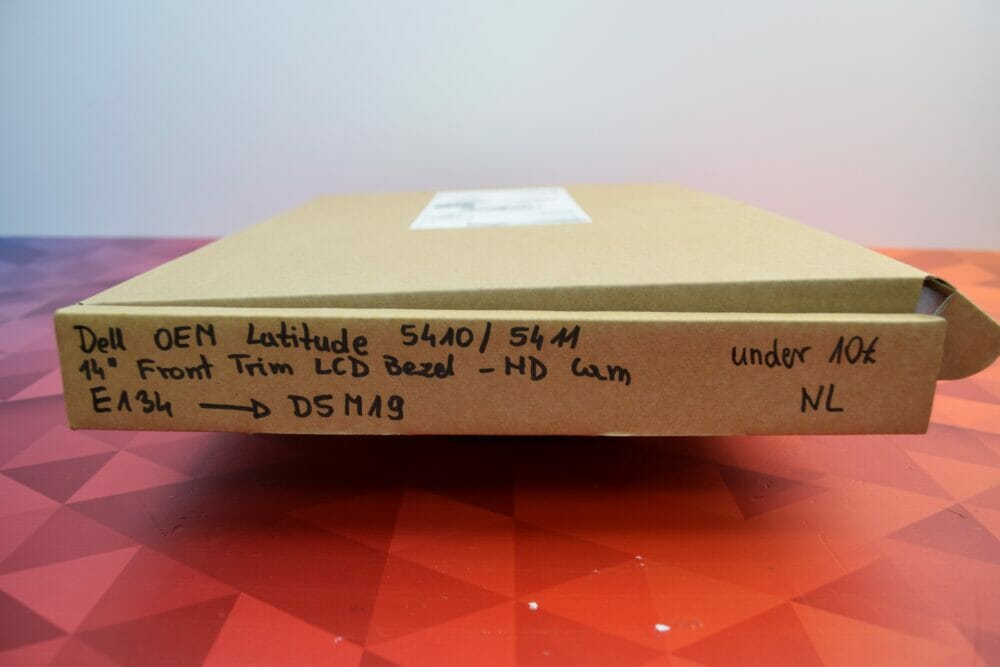 Dell OEM Latitude 5410/5411
14" Front Trim LCD Bezel - HD Cam
E134 → D5M19
under 10£
NL